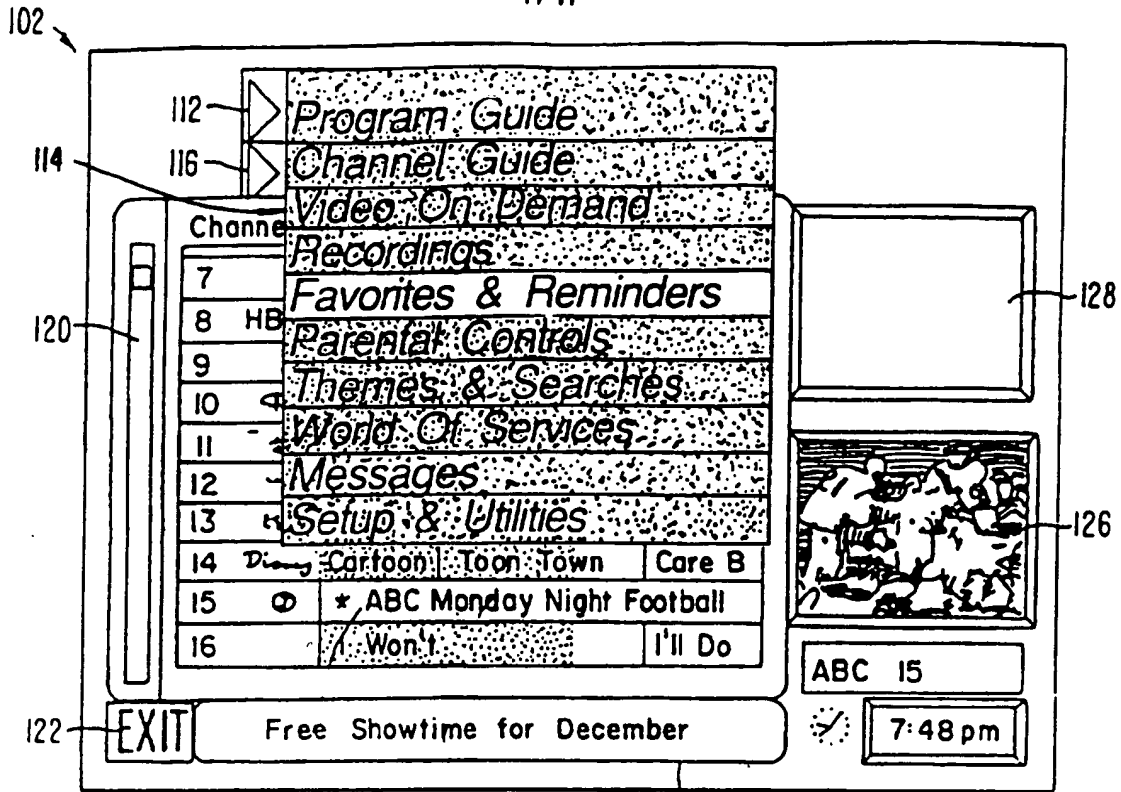 102
112
Program Guide
114
116
Channel Guide
Video On Demand
Channe
Recordings
7
Favorites & Reminders
128
8 HB
120
Parental Controls
9
Themes & Searches
10
World Of Services
11
Messages
12
Setup & Utilities
13
126
14 Disney Cartoon Toon Town Care B
15 * ABC Monday Night Football
16 I Won't I'll Do
ABC 15
122
EXIT
Free Showtime for December
7:48 pm